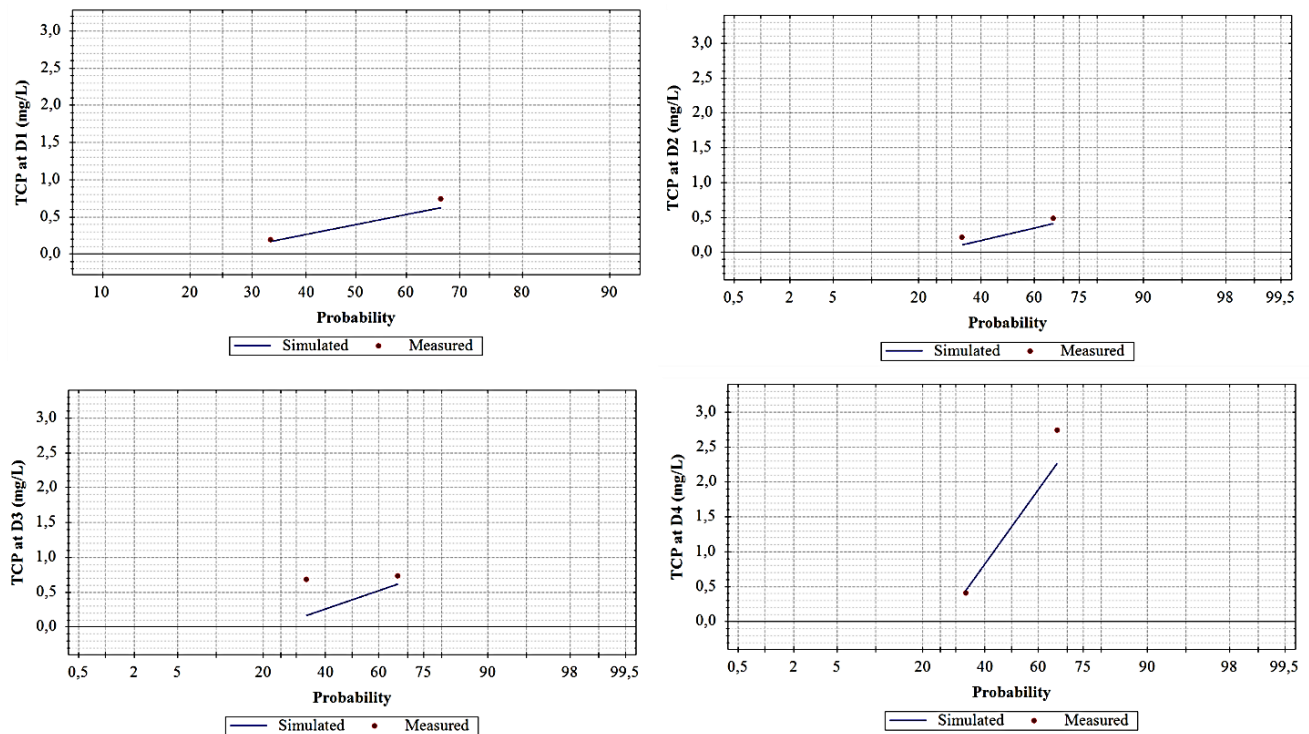 TCP at D1 (mg/L)
3,0
2,5
2,0
1,5
1,0
0,5
0,0
10 20 30 40 50 60 70 80 90
Probability
Simulated Measured
TCP at D2 (mg/L)
3,0
2,5
2,0
1,5
1,0
0,5
0,0
0,5 2 5 20 40 60 75 90 98 99,5
Probability
Simulated Measured
TCP at D3 (mg/L)
3,0
2,5
2,0
1,5
1,0
0,5
0,0
0,5 2 5 20 40 60 75 90 98 99,5
Probability
Simulated Measured
TCP at D4 (mg/L)
3,0
2,5
2,0
1,5
1,0
0,5
0,0
0,5 2 5 20 40 60 75 90 98 99,5
Probability
Simulated Measured